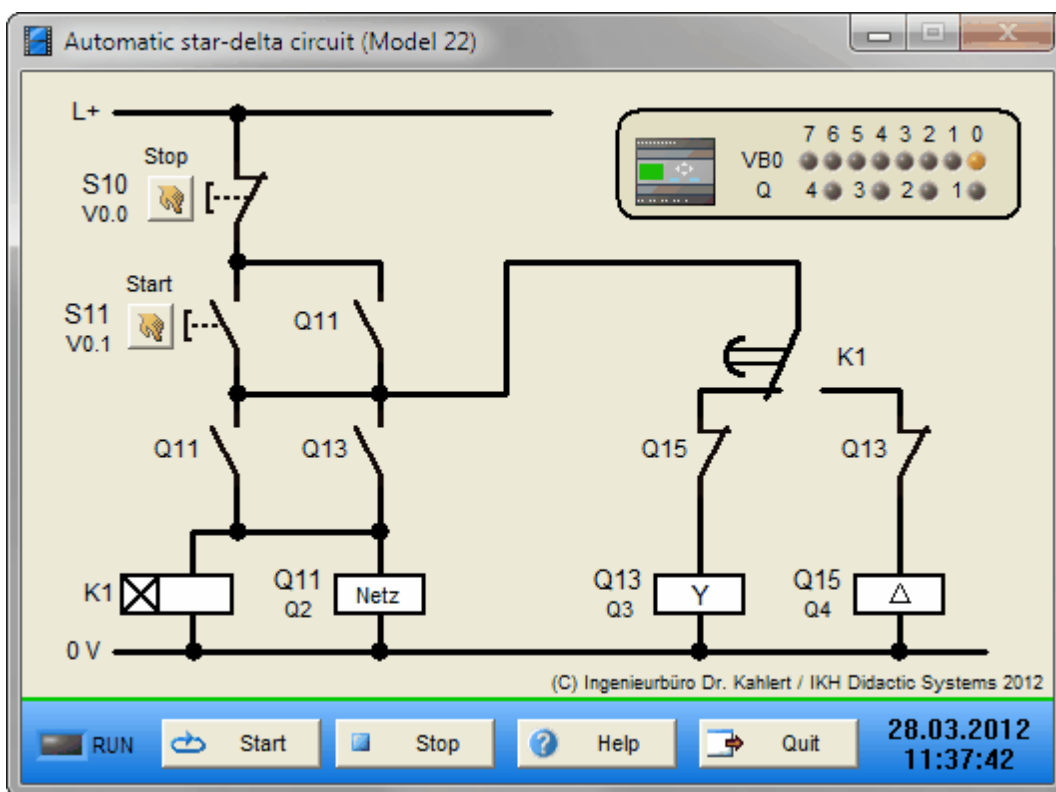 Automatic star-delta circuit (Model 22)
L+
7 6 5 4 3 2 1 0
VB0
Q 4 3 2 1
Stop
S10
V0.0
Start
S11
V0.1
Q11
K1
Q11
Q13
Q15
Q13
K1
Q11
Q2
Netz
Q13
Q3
Y
Q15
Q4
Δ
0 V
(C) Ingenieurbüro Dr. Kahlert / IKH Didactic Systems 2012
RUN
Start
Stop
Help
Quit
28.03.2012
11:37:42